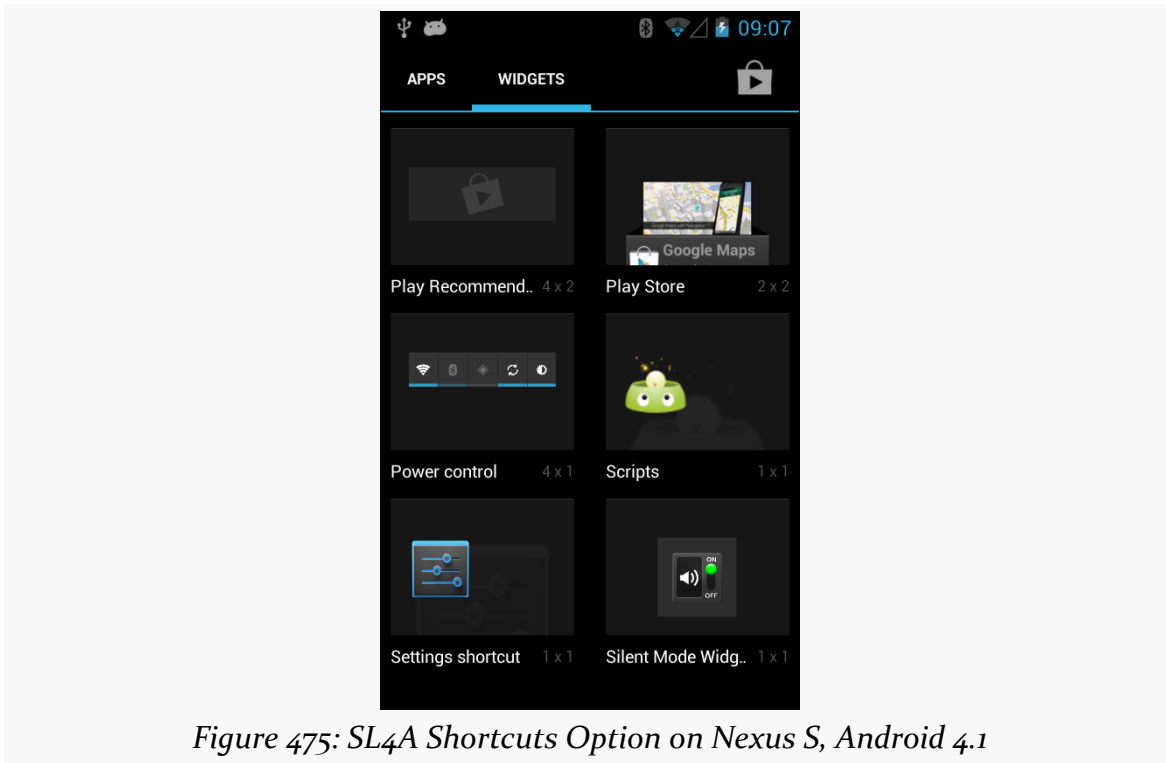 09:07
APPS WIDGETS
Google Maps
Play Recommend.. 4 x 2
Play Store 2 x 2
Power control 4 x 1
Scripts 1 x 1
ON
OFF
Settings shortcut 1 x 1
Silent Mode Widg.. 1 x 1
Figure 475: SL4A Shortcuts Option on Nexus S, Android 4.1